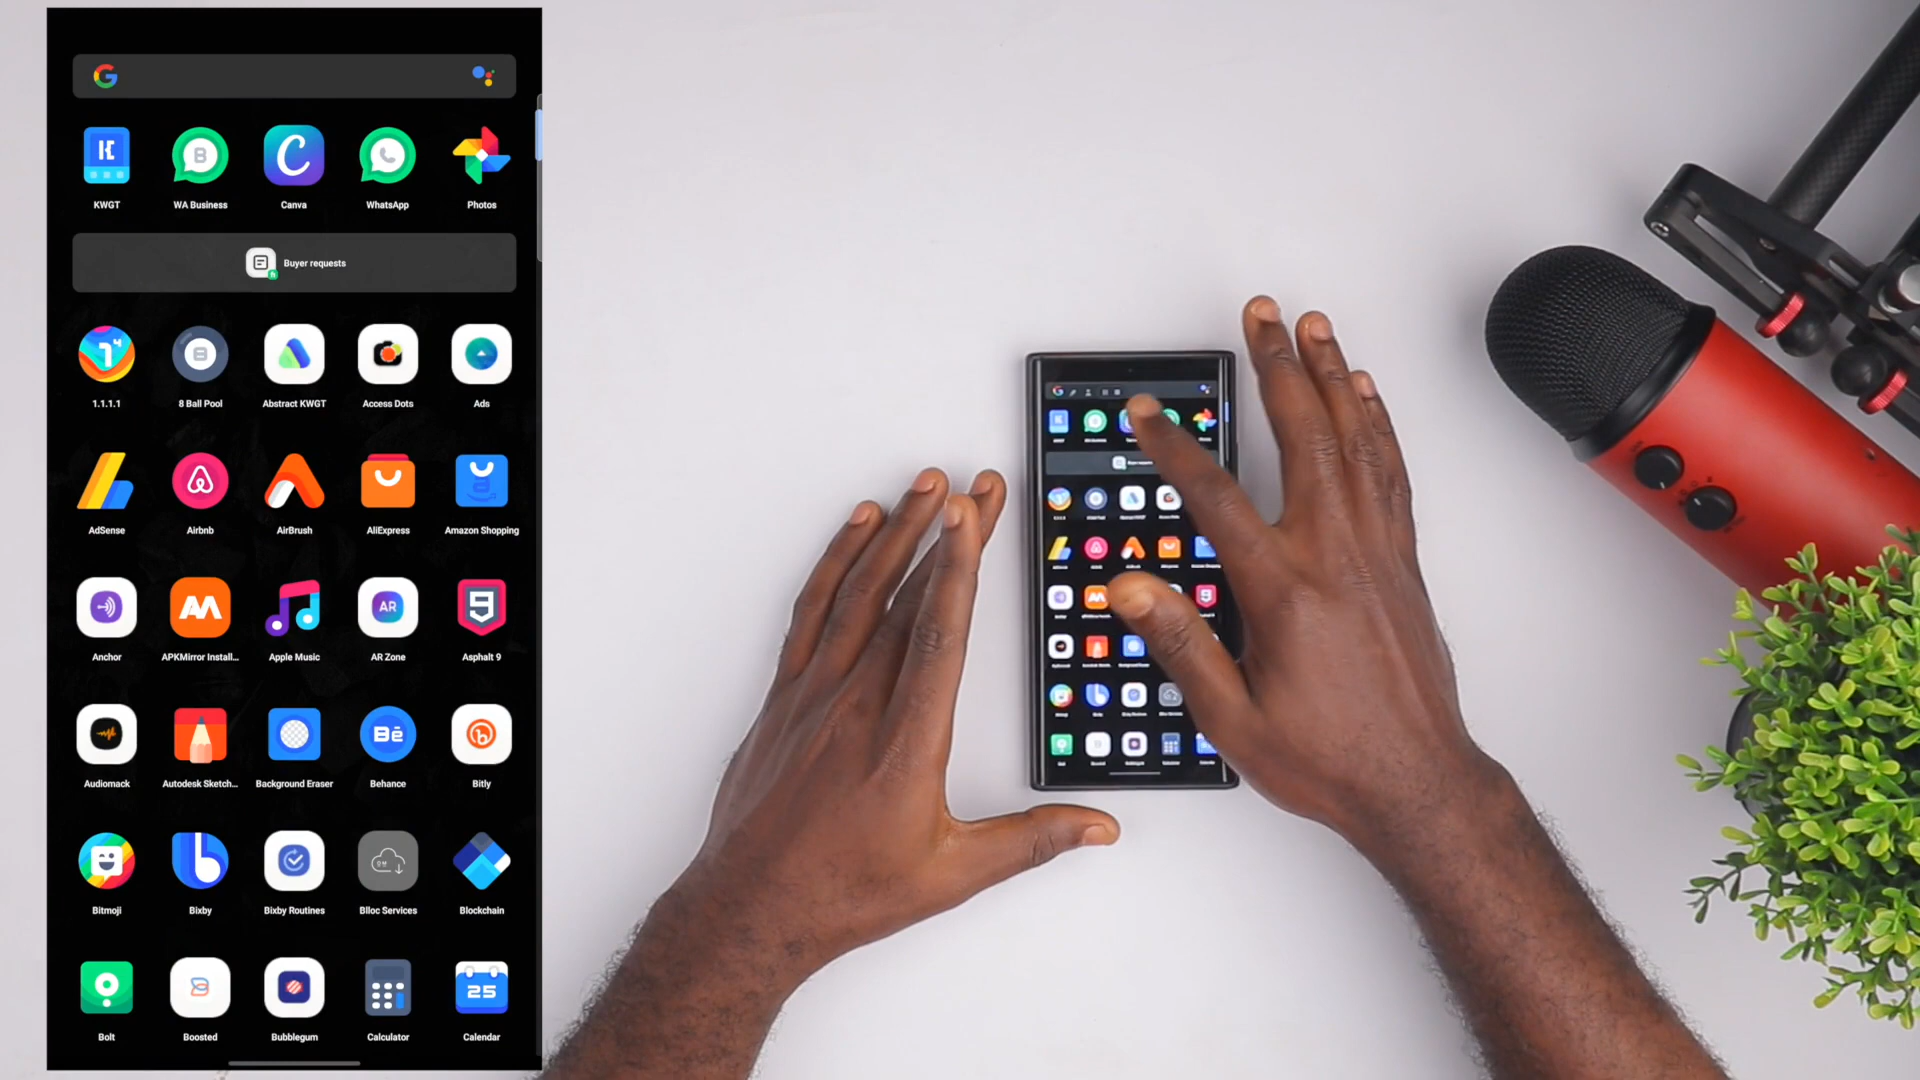 KWGT WA Business Canva WhatsApp Photos
Buyer requests
1.1.1.1 8 Ball Pool Abstract KWGT Access Dots Ads
AdSense Airbnb AirBrush AliExpress Amazon Shopping
Anchor APKMirror Install... Apple Music AR Zone Asphalt 9
Audiomack Autodesk Sketch... Background Eraser Behance Bitly
Bitmoji Bixby Bixby Routines Blloc Services Blockchain
25
Bolt Boosted Bubblegum Calculator Calendar